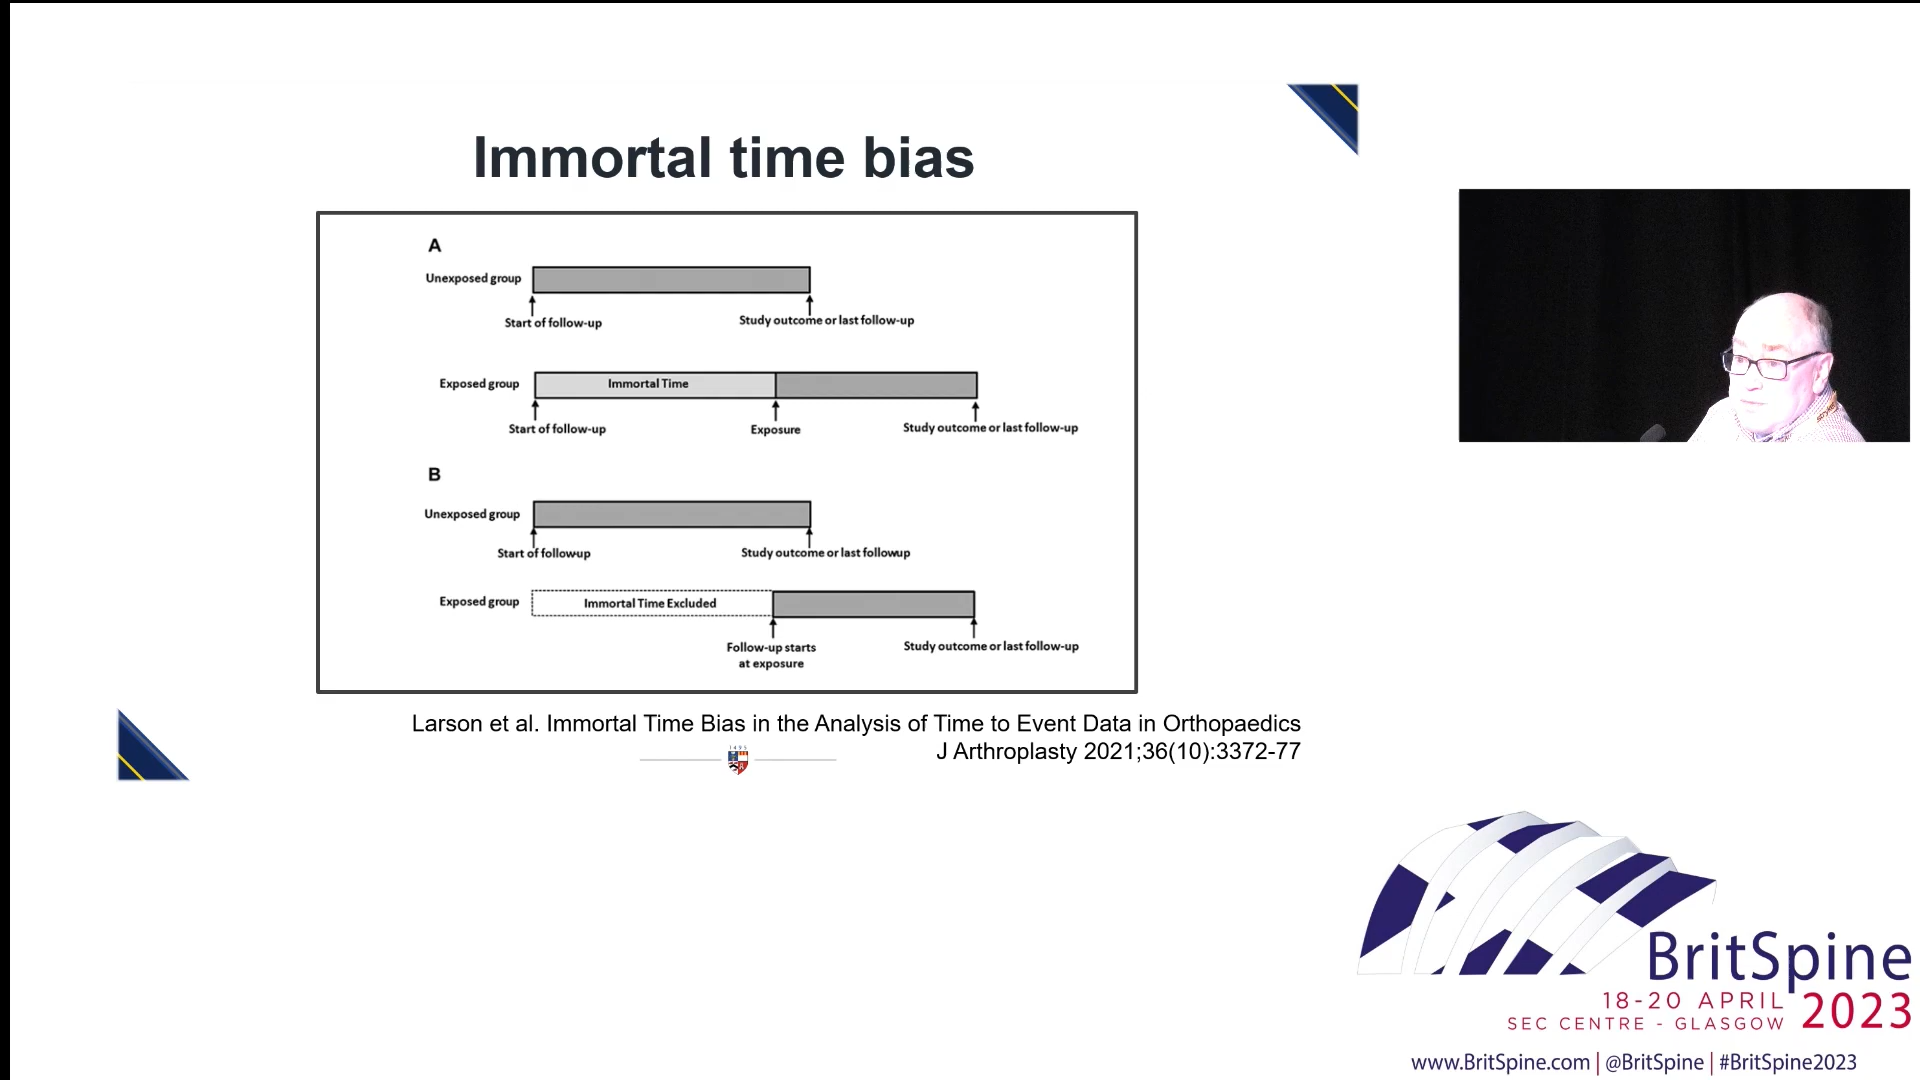 Immortal time bias
A
Unexposed group
Start of follow-up
Study outcome or last follow-up
Exposed group
Immortal Time
Start of follow-up
Exposure
Study outcome or last follow-up
B
Unexposed group
Start of followup
Study outcome or last followup
Exposed group
Immortal Time Excluded
Follow-up starts
at exposure
Study outcome or last follow-up
Larson et al. Immortal Time Bias in the Analysis of Time to Event Data in Orthopaedics
J Arthroplasty 2021;36(10):3372-77
1495
BritSpine
18-20 APRIL 2023
SEC CENTRE - GLASGOW
www.BritSpine.com | @BritSpine | #BritSpine2023